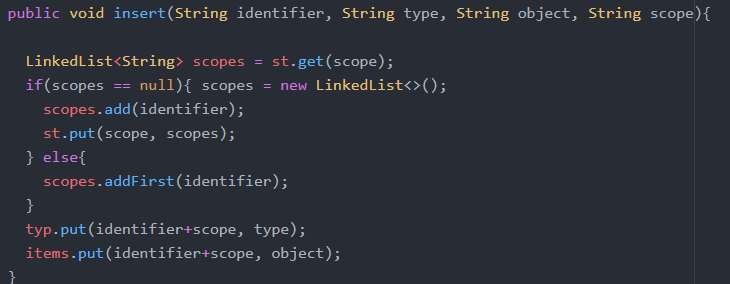 public void insert(String identifier, String type, String object, String scope){
LinkedList<String> scopes = st.get(scope);
if(scopes == null){ scopes = new LinkedList<>();
scopes.add(identifier);
st.put(scope, scopes);
} else{
scopes.addFirst(identifier);
}
typ.put(identifier+scope, type);
items.put(identifier+scope, object);
}